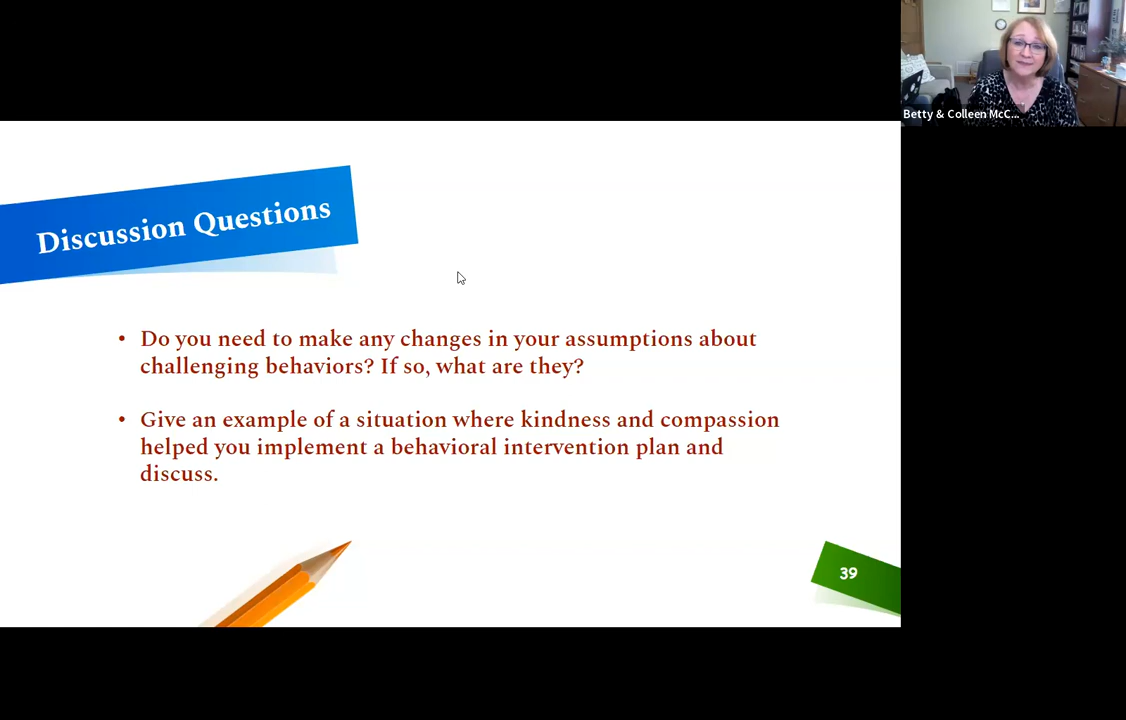 Betty & Colleen McC...
Discussion Questions
• Do you need to make any changes in your assumptions about
challenging behaviors? If so, what are they?
• Give an example of a situation where kindness and compassion
helped you implement a behavioral intervention plan and
discuss.
39